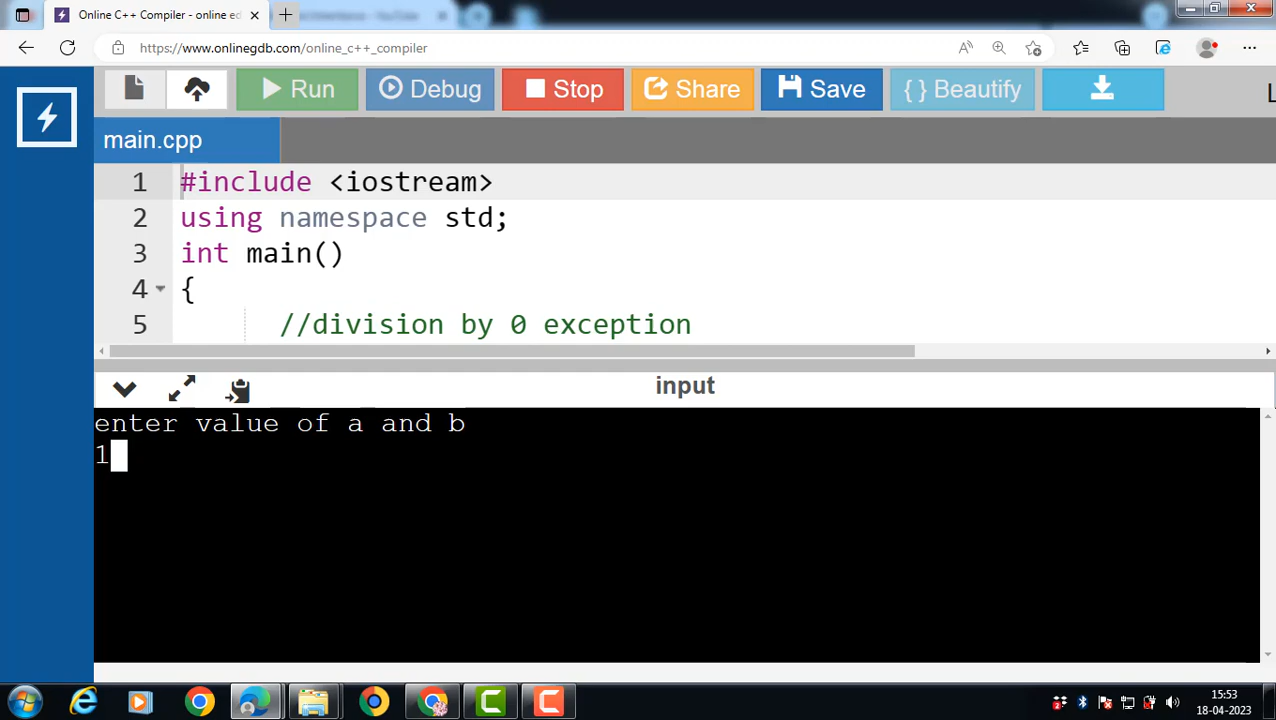 Online C++ Compiler - online ed
https://www.onlinegdb.com/online_c++_compiler
Run Debug Stop Share Save { } Beautify
main.cpp
1 #include <iostream>
2 using namespace std;
3 int main()
4 {
5 //division by 0 exception
input
enter value of a and b
1
15:53
18-04-2023